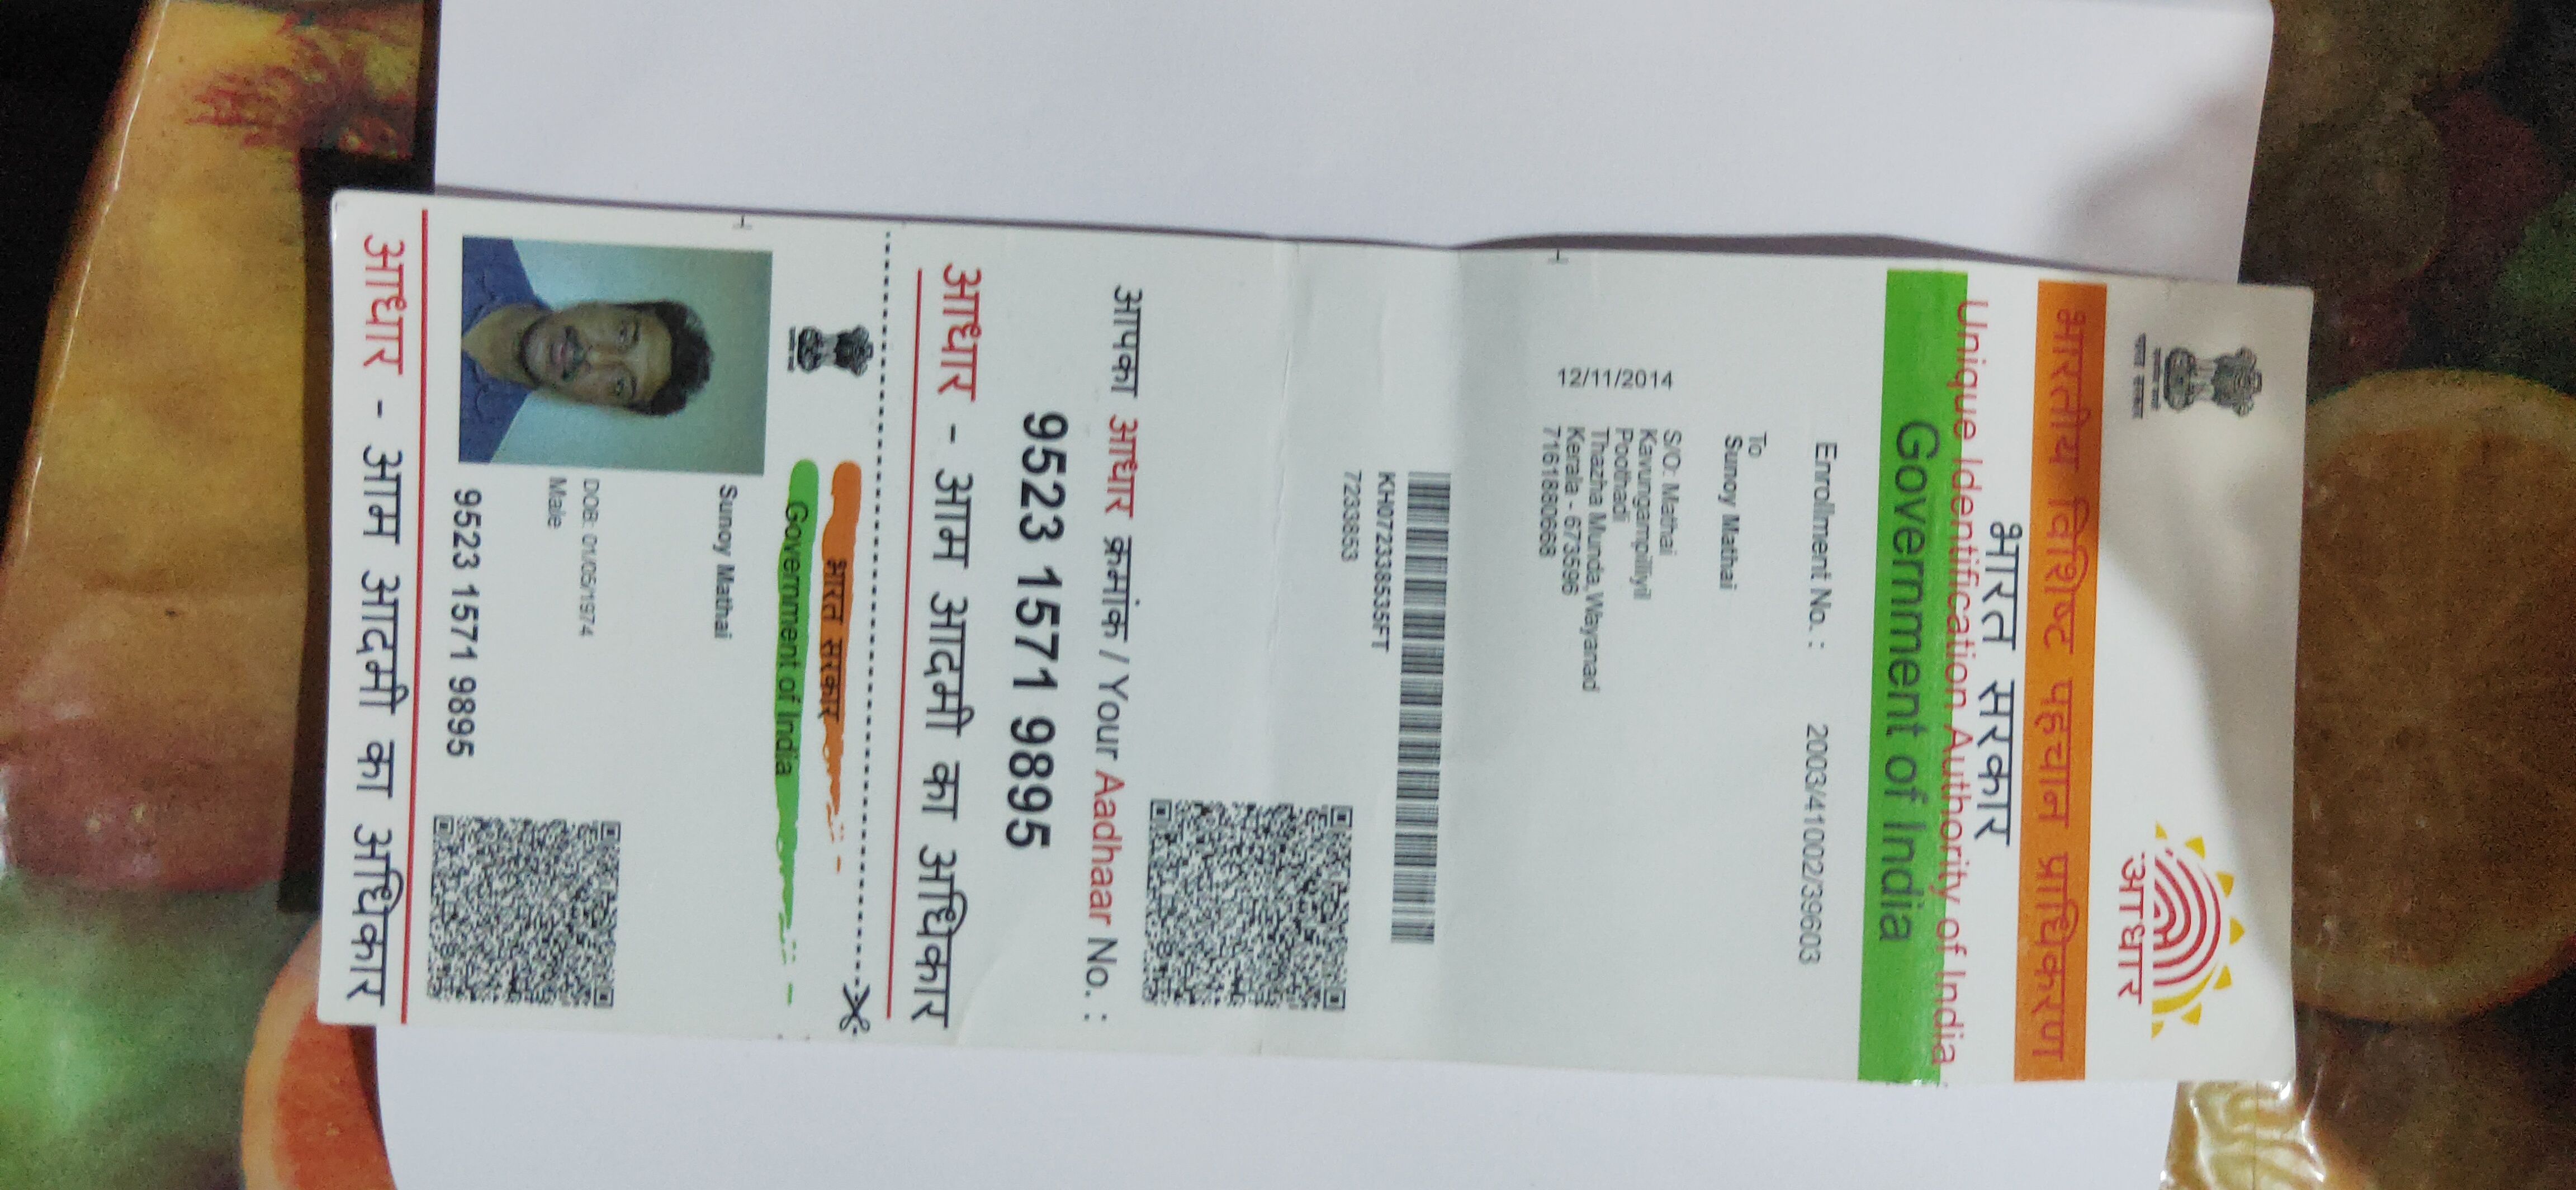 आधार
भारतीय विशिष्ट पहचान प्राधिकरण
भारत सरकार
Unique Identification Authority of India
Government of India
Enrollment No. : 2003/41002/39603
To
Sunoy Mathai
S/O: Mathai
Kavungampilliyil
Poothadi
Thazha Munda, Wayanad
Kerala - 673596
7161880668
12/11/2014
KH072338535FT
7233853
आपका आधार क्रमांक / Your Aadhaar No. :
9523 1571 9895
आधार - आम आदमी का अधिकार
भारत सरकार
Government of India
Sunoy Mathai
DOB: 01/05/1974
Male
9523 1571 9895
आधार - आम आदमी का अधिकार